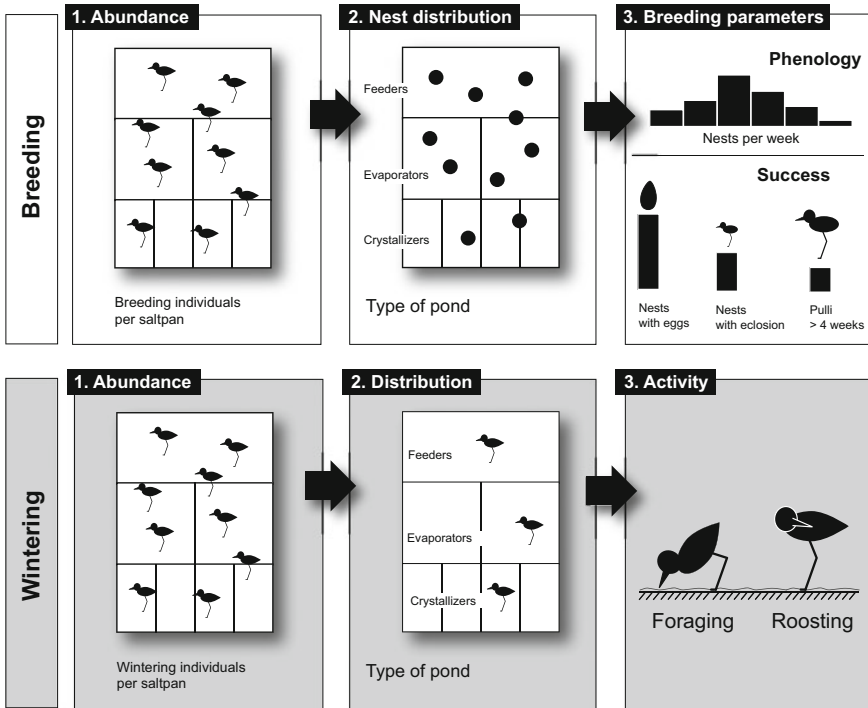 Breeding
1. Abundance
Breeding individuals
per saltpan
2. Nest distribution
Feeders
Evaporators
Crystallizers
Type of pond
3. Breeding parameters
Phenology
Nests per week
Success
Nests
with eggs
Nests
with eclosion
Pulli
> 4 weeks
Wintering
1. Abundance
Wintering individuals
per saltpan
2. Distribution
Feeders
Evaporators
Crystallizers
Type of pond
3. Activity
Foraging
Roosting